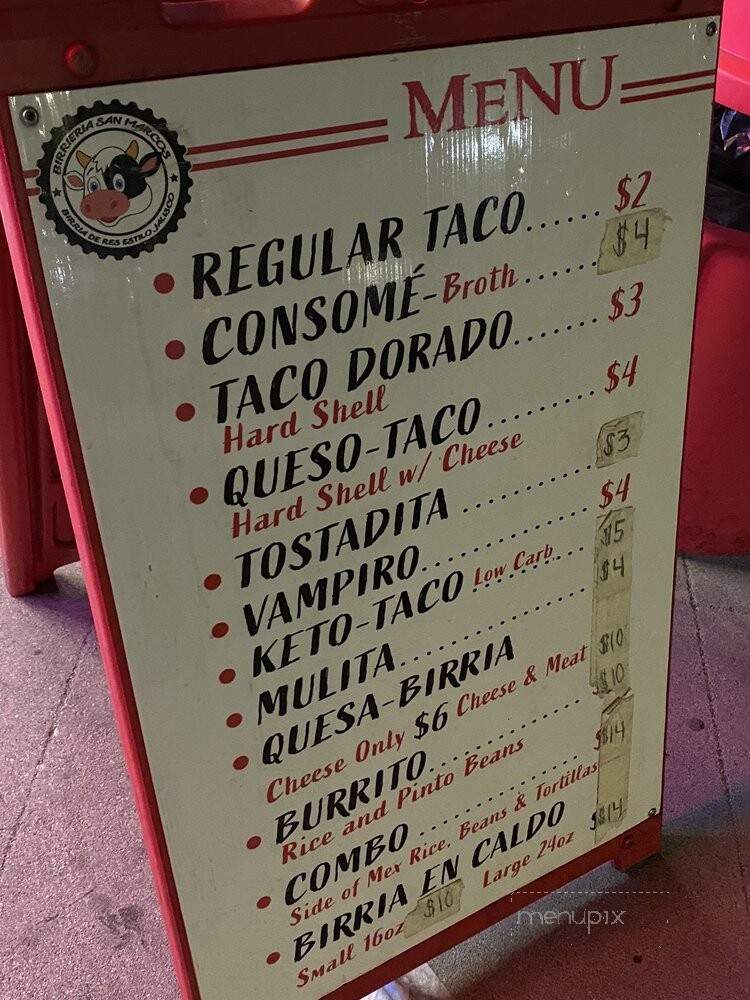 MENU
BIRRIERIA SAN MARCOS
BIRRIA DE RES ESTILO JALISCO
• REGULAR TACO...... $2
• CONSOMÉ-Broth ...... $4
• TACO DORADO...... $3
Hard Shell
• QUESO-TACO ........ $4
Hard Shell w/ Cheese
• TOSTADITA .......... $3
• VAMPIRO............ $4
• KETO-TACO Low Carb ........ $5
• MULITA............... $4
• QUESA-BIRRIA
Cheese Only $6 Cheese & Meat $10
• BURRITO............ $10
Rice and Pinto Beans
• COMBO ............. $14
Side of Mex Rice, Beans & Tortillas
• BIRRIA EN CALDO
Small 16oz $10 Large 24oz $14
menupix